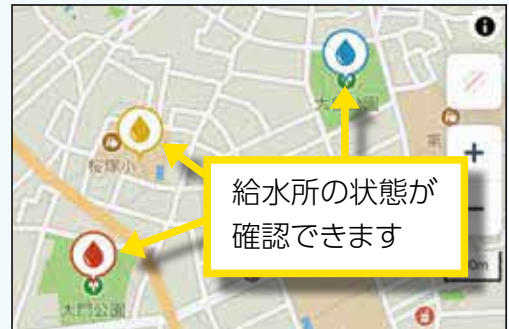 給水所の状態が
確認できます
桜塚小
大門公園